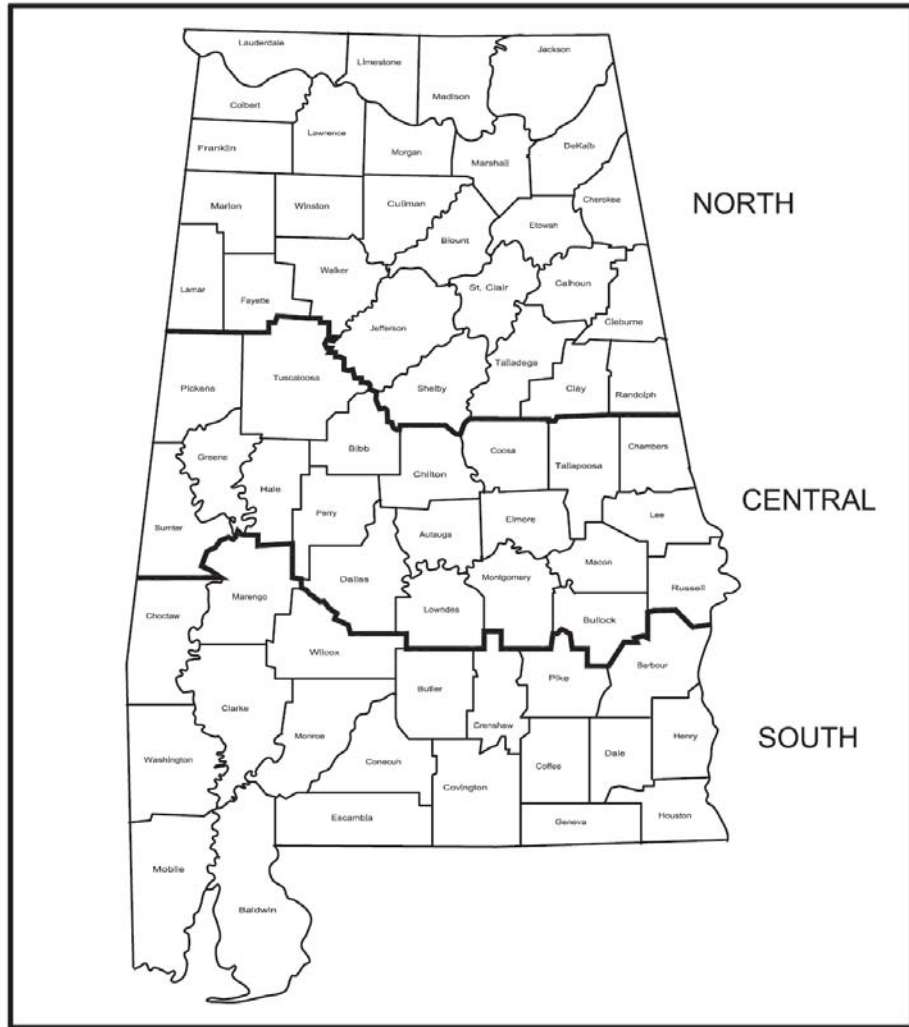 Lauderdale
Limestone
Madison
Jackson
Colbert
Lawrence
Franklin
Morgan
Marshall
DeKalb
Cherokee
Marion
Winston
Cullman
Blount
Etowah
NORTH
Walker
St. Clair
Calhoun
Lamar
Fayette
Jefferson
Cleburne
Talladega
Tuscaloosa
Pickens
Shelby
Clay
Randolph
Bibb
Coosa
Chambers
Greene
Chilton
Tallapoosa
Hale
CENTRAL
Perry
Elmore
Lee
Sumter
Autauga
Macon
Dallas
Montgomery
Russell
Marengo
Lowndes
Choctaw
Bullock
Wilcox
Barbour
Pike
Butler
Clarke
Crenshaw
Monroe
Henry
SOUTH
Washington
Conecuh
Coffee
Dale
Covington
Escambia
Geneva
Houston
Mobile
Baldwin